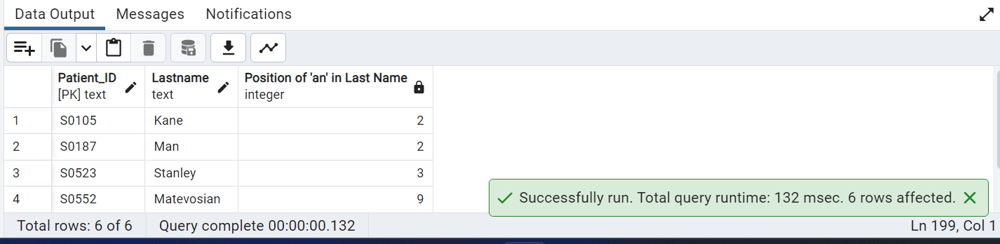 Data Output Messages Notifications
Patient_ID Lastname Position of 'an' in Last Name
[PK] text text integer
1 S0105 Kane 2
2 S0187 Man 2
3 S0523 Stanley 3
4 S0552 Matevosian 9
Successfully run. Total query runtime: 132 msec. 6 rows affected.
Total rows: 6 of 6 Query complete 00:00:00.132 Ln 199, Col 1